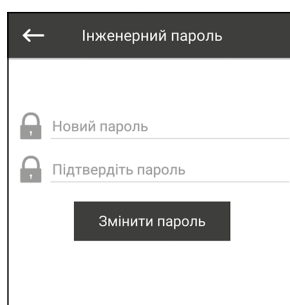 Інженерний пароль
Новий пароль
Підтвердіть пароль
Змінити пароль